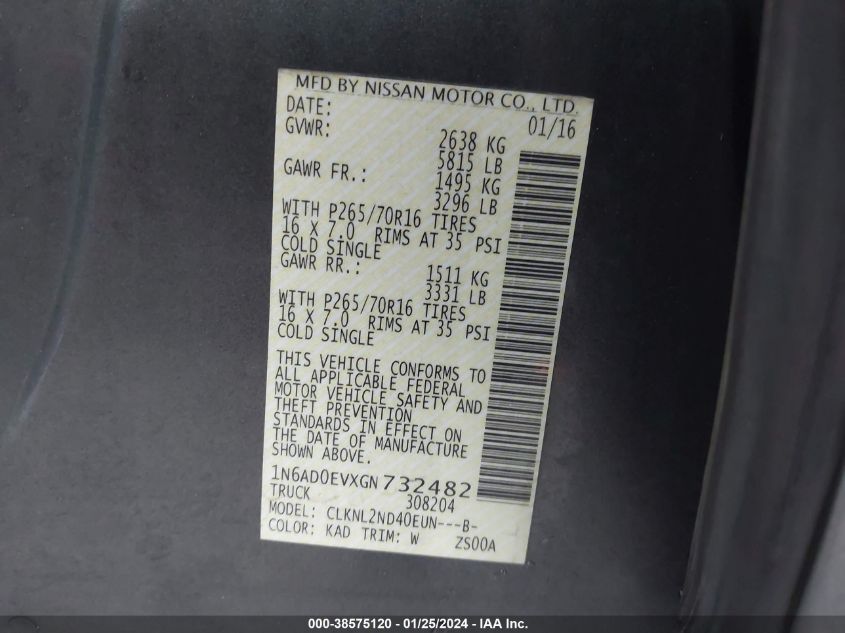 MFD BY NISSAN MOTOR CO., LTD.
DATE: 01/16
GVWR: 2638 KG
5815 LB
GAWR FR.: 1495 KG
3296 LB
WITH P265/70R16 TIRES
16 X 7.0 RIMS AT 35 PSI
COLD SINGLE
GAWR RR.: 1511 KG
3331 LB
WITH P265/70R16 TIRES
16 X 7.0 RIMS AT 35 PSI
COLD SINGLE
THIS VEHICLE CONFORMS TO
ALL APPLICABLE FEDERAL
MOTOR VEHICLE SAFETY AND
THEFT PREVENTION
STANDARDS IN EFFECT ON
THE DATE OF MANUFACTURE
SHOWN ABOVE.
1N6AD0EVXGN732482
TRUCK 308204
MODEL: CLKNL2ND40EUN---B-
COLOR: KAD TRIM: W ZS00A
000-38575120 - 01/25/2024 - IAA Inc.